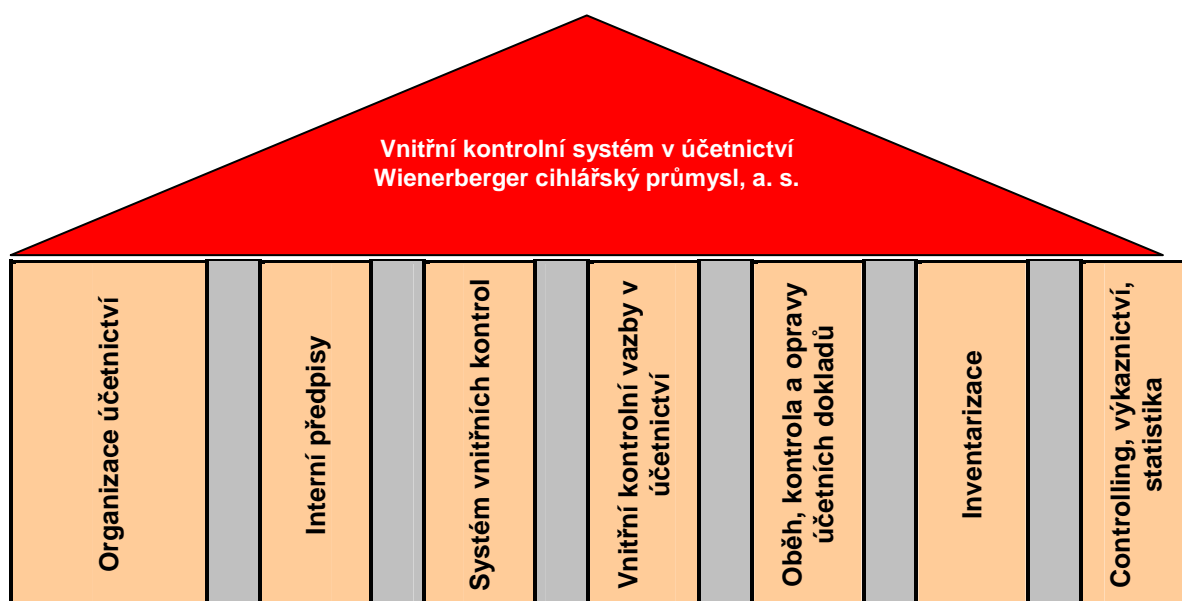 Vnitřní kontrolní systém v účetnictví
Wienerberger cihlářský průmysl, a. s.
Organizace účetnictví
Interní předpisy
Systém vnitřních kontrol
Vnitřní kontrolní vazby v
účetnictví
Oběh, kontrola a opravy
účetních dokladů
Inventarizace
Controlling, výkaznictví,
statistika